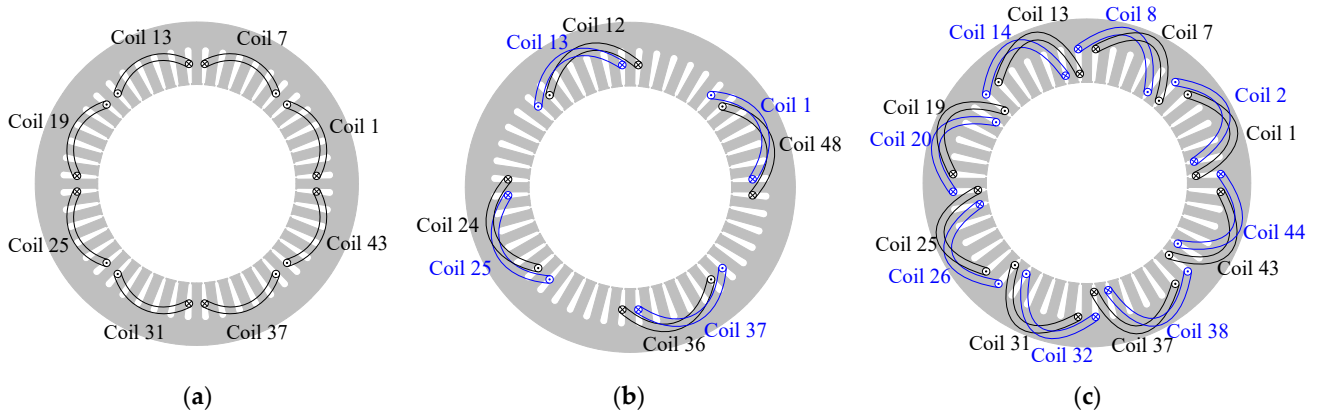 Coil 13
Coil 7
Coil 19
Coil 1
Coil 25
Coil 43
Coil 31
Coil 37
(a)
Coil 12
Coil 13
Coil 1
Coil 48
Coil 24
Coil 25
Coil 37
Coil 36
(b)
Coil 13
Coil 8
Coil 14
Coil 7
Coil 19
Coil 2
Coil 20
Coil 1
Coil 25
Coil 44
Coil 26
Coil 43
Coil 31
Coil 38
Coil 32
Coil 37
(c)